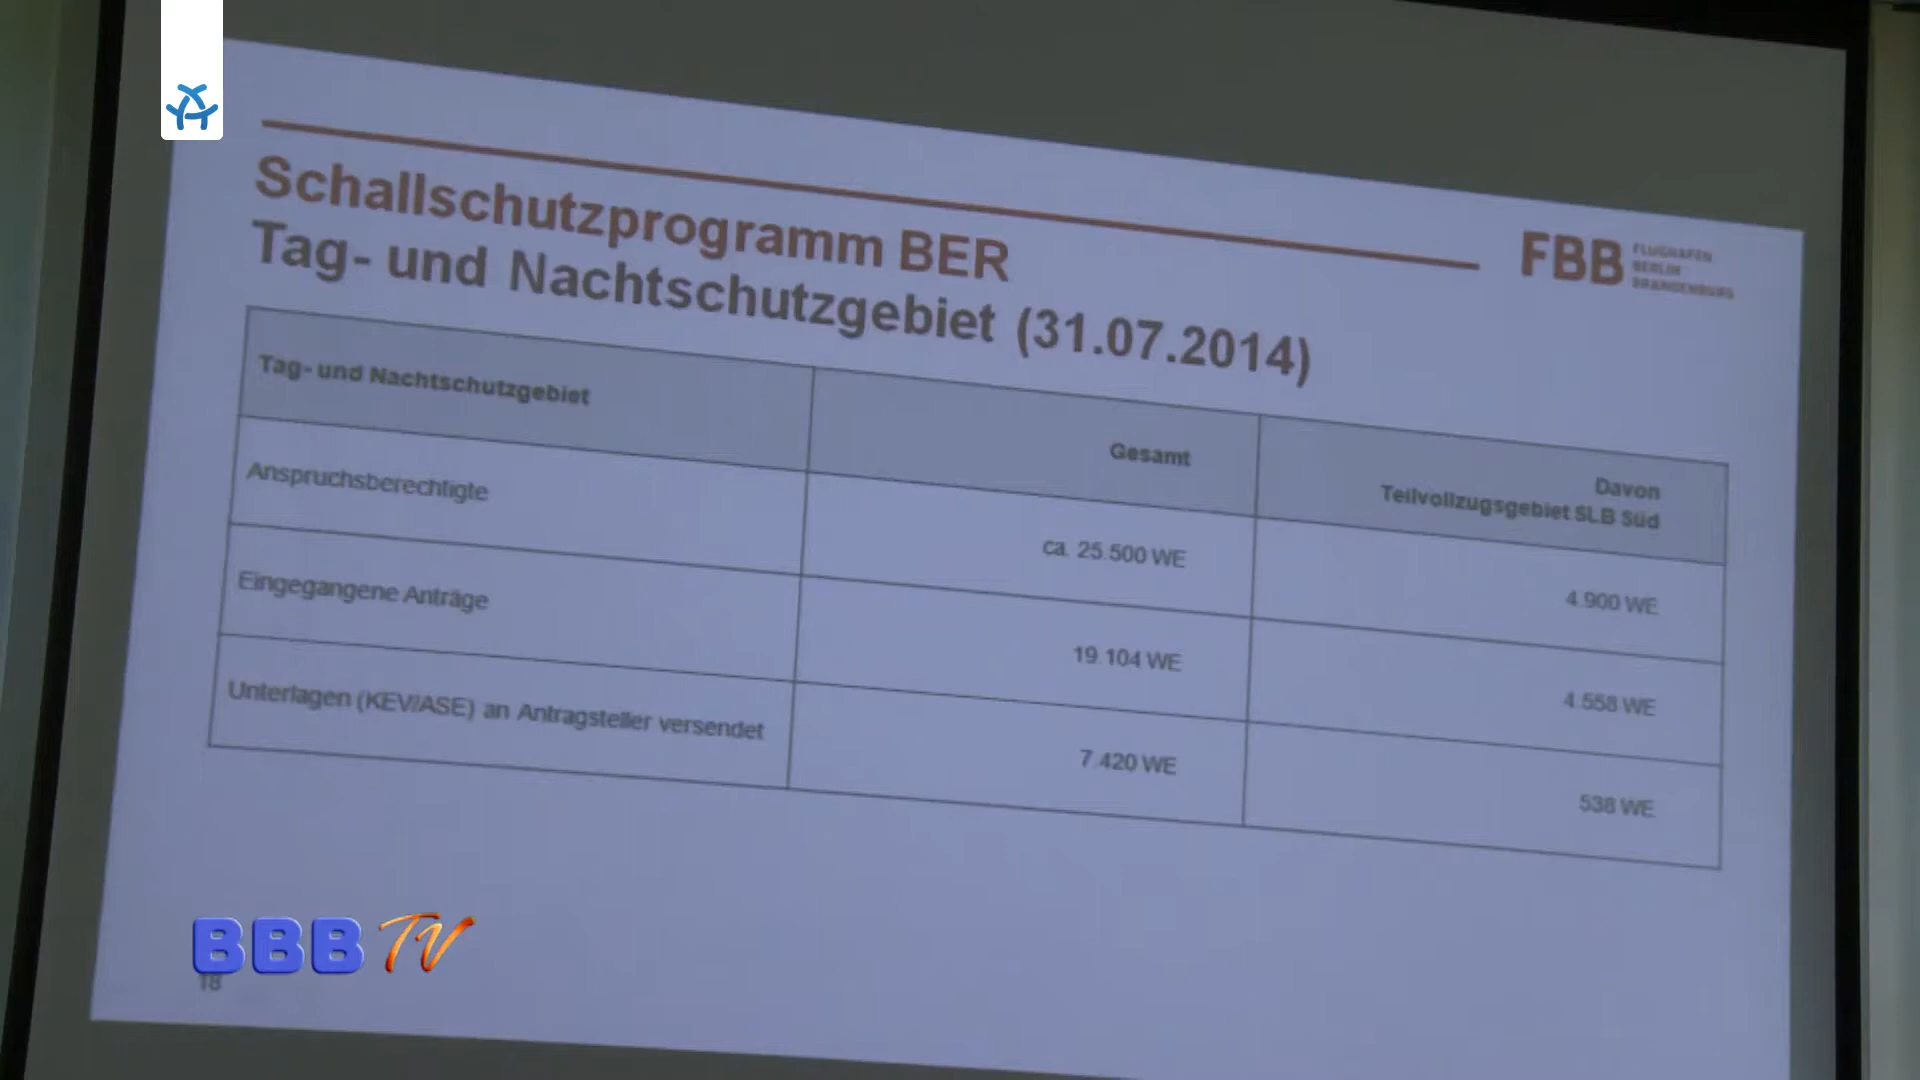 Schallschutzprogramm BER
Tag- und Nachtschutzgebiet (31.07.2014)
FBB
FLUGHAFEN
BERLIN
BRANDENBURG
Tag- und Nachtschutzgebiet
Gesamt
Davon
Teilvollzugsgebiet SLB Süd
Anspruchsberechtigte
ca. 25.500 WE
4.900 WE
Eingegangene Anträge
19.104 WE
4.558 WE
Unterlagen (KEV/ASE) an Antragsteller versendet
7.420 WE
538 WE
BBB TV
18